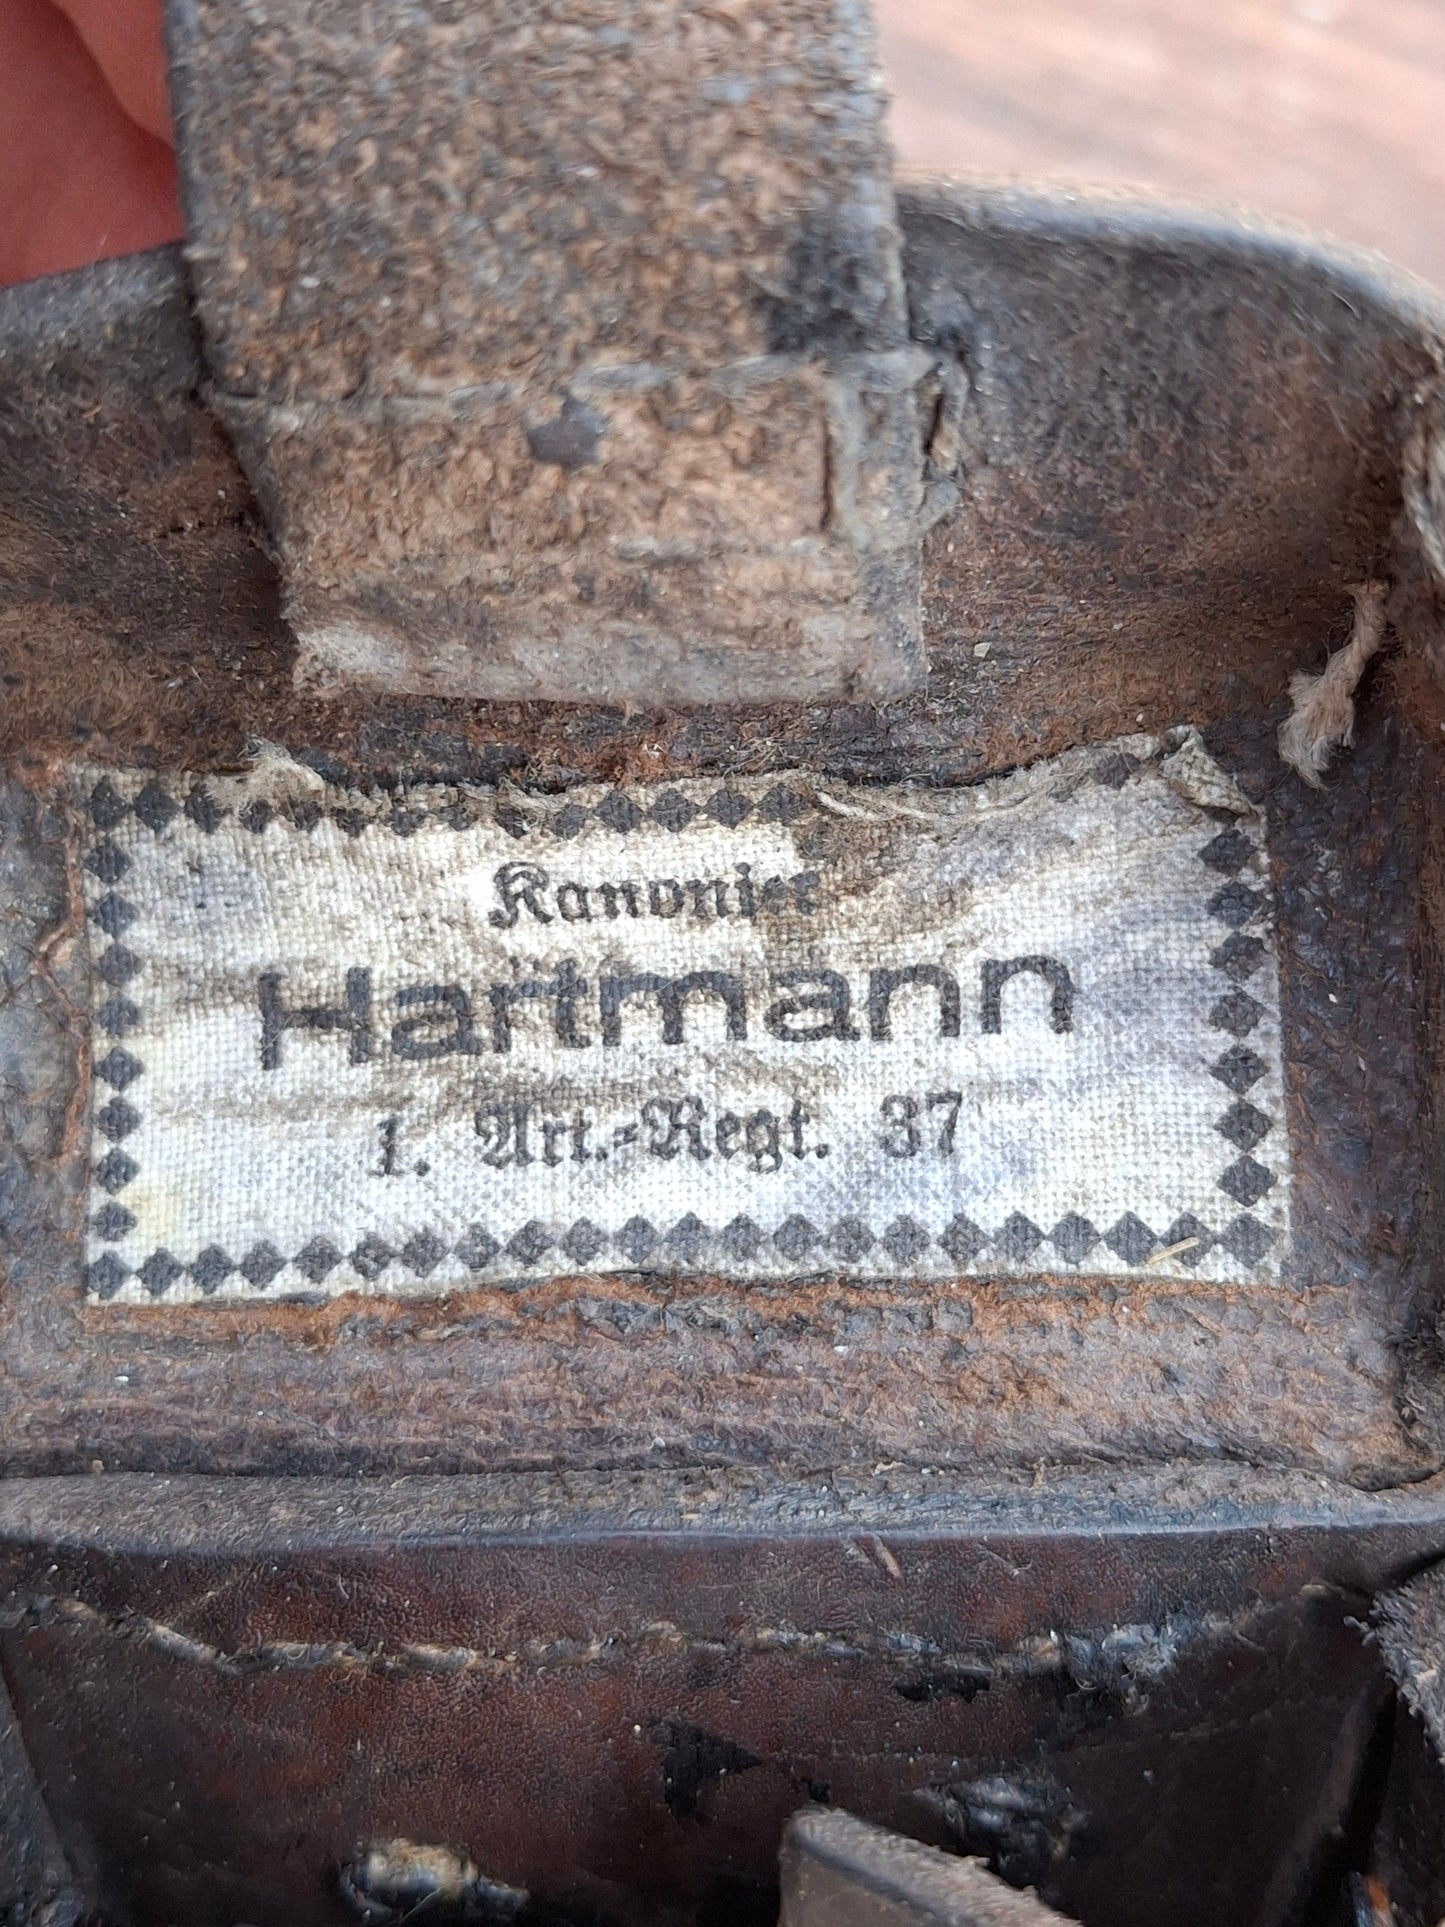 Kanonier
Hartmann
1. Art.-Regt. 37